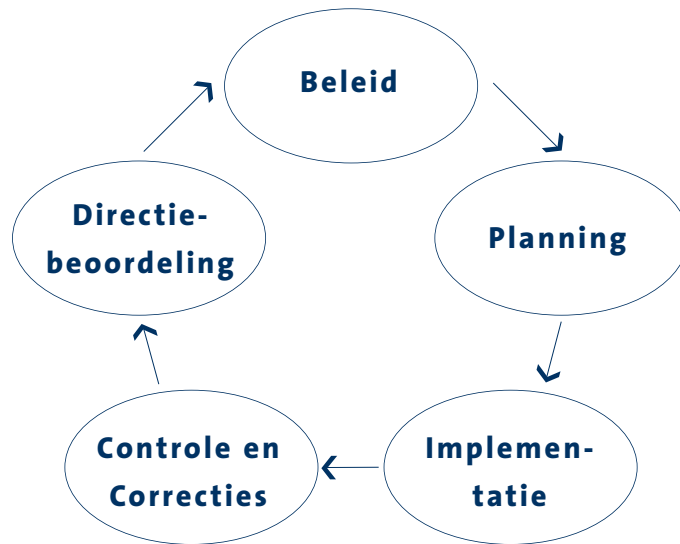 Beleid
Planning
Implemen-
tatie
Controle en
Correcties
Directie-
beoordeling